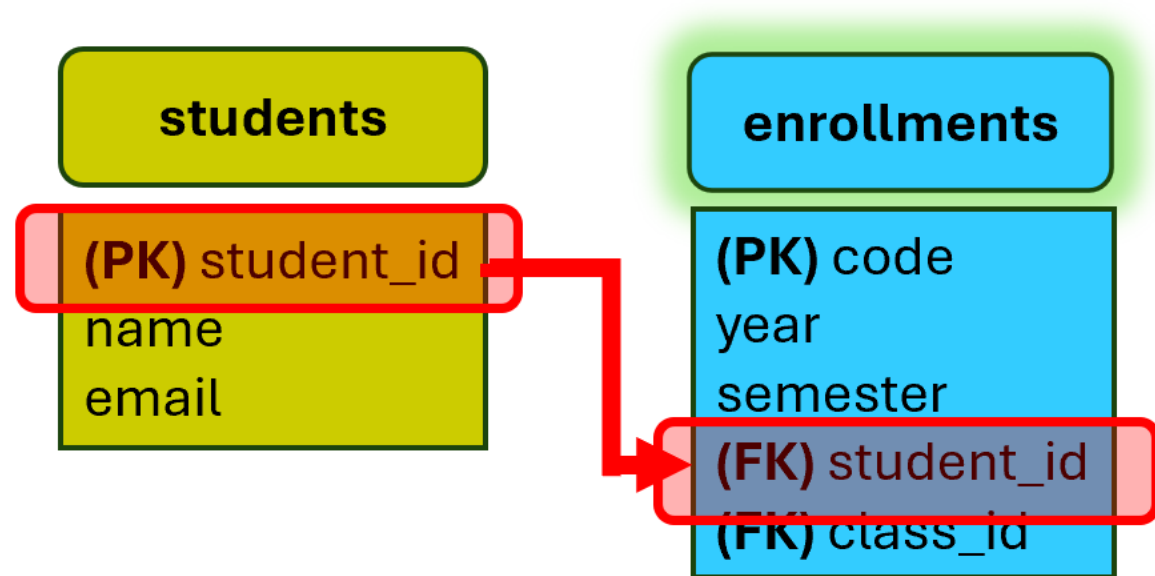 students
(PK) student_id
name
email
enrollments
(PK) code
year
semester
(FK) student_id
(FK) class_id